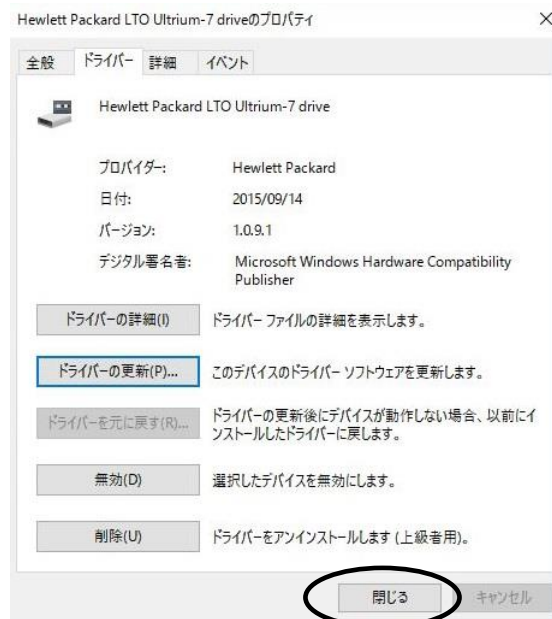 Hewlett Packard LTO Ultrium-7 driveのプロパティ
全般 ドライバー 詳細 イベント
Hewlett Packard LTO Ultrium-7 drive
プロバイダー: Hewlett Packard
日付: 2015/09/14
バージョン: 1.0.9.1
デジタル署名者: Microsoft Windows Hardware Compatibility
Publisher
ドライバーの詳細(I) ドライバー ファイルの詳細を表示します。
ドライバーの更新(P)... このデバイスのドライバー ソフトウェアを更新します。
ドライバーを元に戻す(R)... ドライバーの更新後にデバイスが動作しない場合、以前にイ
ンストールしたドライバーに戻します。
無効(D) 選択したデバイスを無効にします。
削除(U) ドライバーをアンインストールします (上級者用)。
閉じる キャンセル